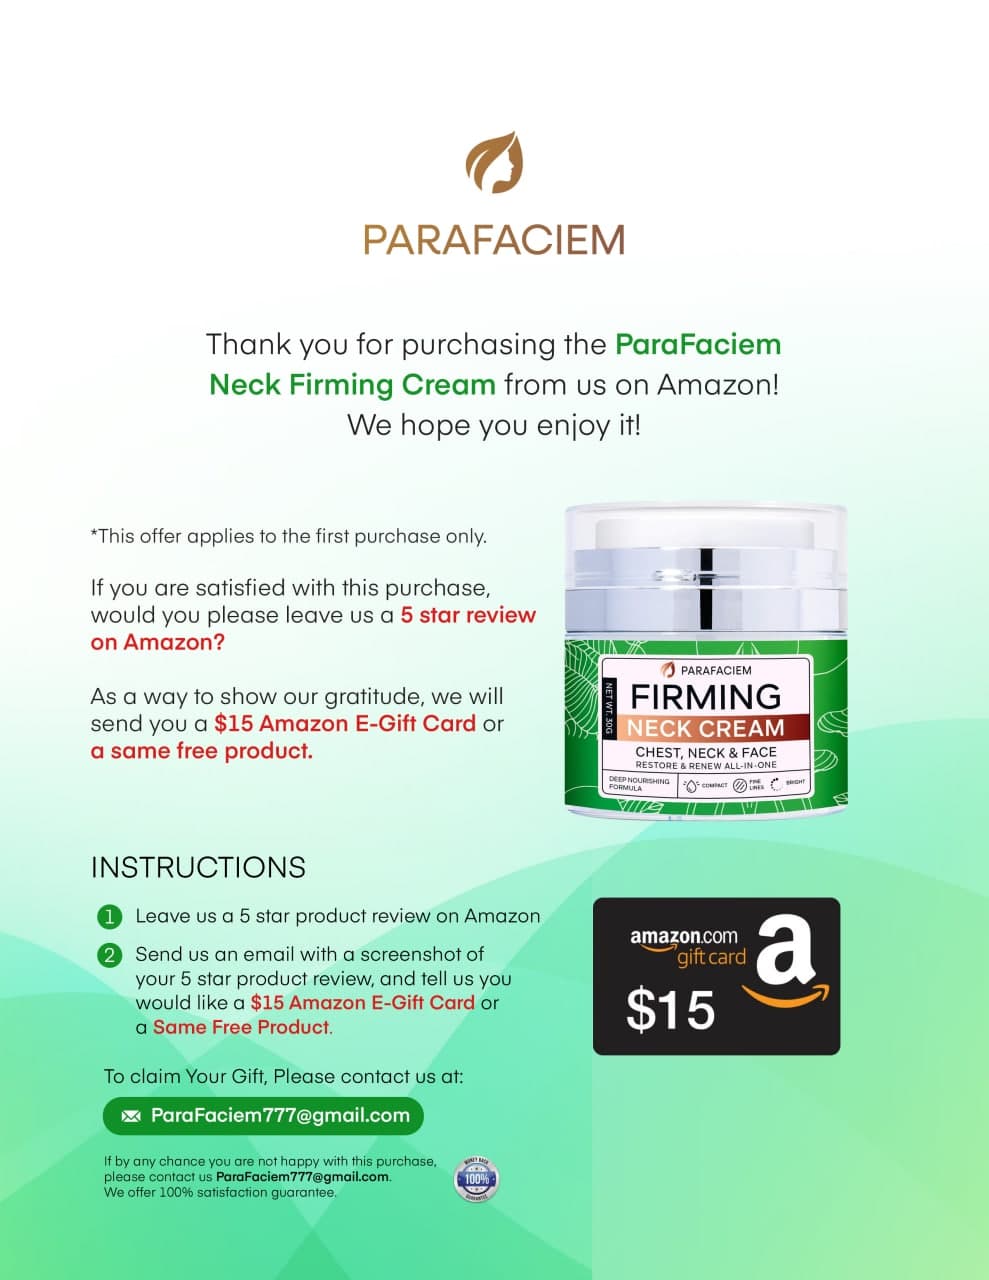 PARAFACIEM
Thank you for purchasing the ParaFaciem
Neck Firming Cream from us on Amazon!
We hope you enjoy it!
*This offer applies to the first purchase only.
If you are satisfied with this purchase,
would you please leave us a 5 star review
on Amazon?
As a way to show our gratitude, we will
send you a $15 Amazon E-Gift Card or
a same free product.
PARAFACIEM
FIRMING
NECK CREAM
NET WT. 30G
CHEST, NECK & FACE
RESTORE & RENEW ALL-IN-ONE
DEEP NOURISHING
FORMULA
COMPACT
FINE
LINES
BRIGHT
INSTRUCTIONS
1 Leave us a 5 star product review on Amazon
2 Send us an email with a screenshot of
your 5 star product review, and tell us you
would like a $15 Amazon E-Gift Card or
a Same Free Product.
amazon.com
gift card
a
$15
To claim Your Gift, Please contact us at:
ParaFaciem777@gmail.com
If by any chance you are not happy with this purchase,
please contact us ParaFaciem777@gmail.com.
We offer 100% satisfaction guarantee.
MONEY BACK
100%
GUARANTEE